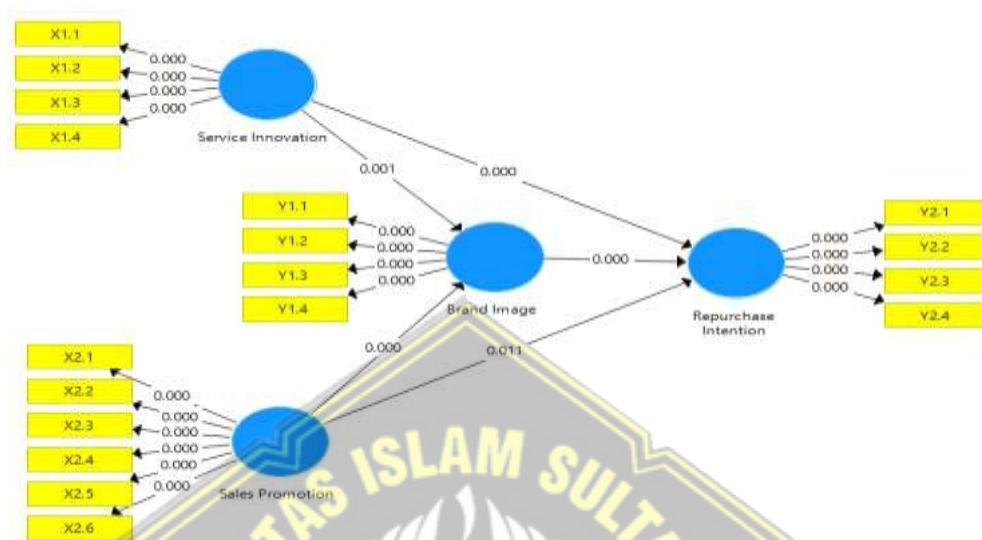 X1.1
X1.2
X1.3
X1.4
0.000
0.000
0.000
0.000
Service Innovation
0.001
0.000
Y1.1
Y1.2
Y1.3
Y1.4
0.000
0.000
0.000
0.000
Brand Image
0.000
Repurchase
Intention
0.000
0.000
0.000
0.000
Y2.1
Y2.2
Y2.3
Y2.4
0.000
0.011
X2.1
X2.2
X2.3
X2.4
X2.5
X2.6
0.000
0.000
0.000
0.000
0.000
0.000
Sales Promotion
TAS ISLAM SULTA